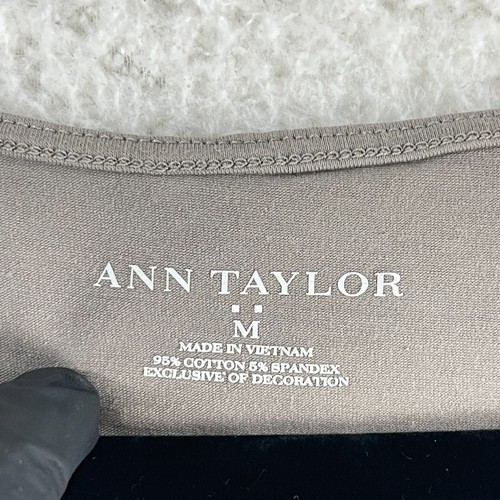 ANN TAYLOR
M
MADE IN VIETNAM
95% COTTON 5% SPANDEX
EXCLUSIVE OF DECORATION